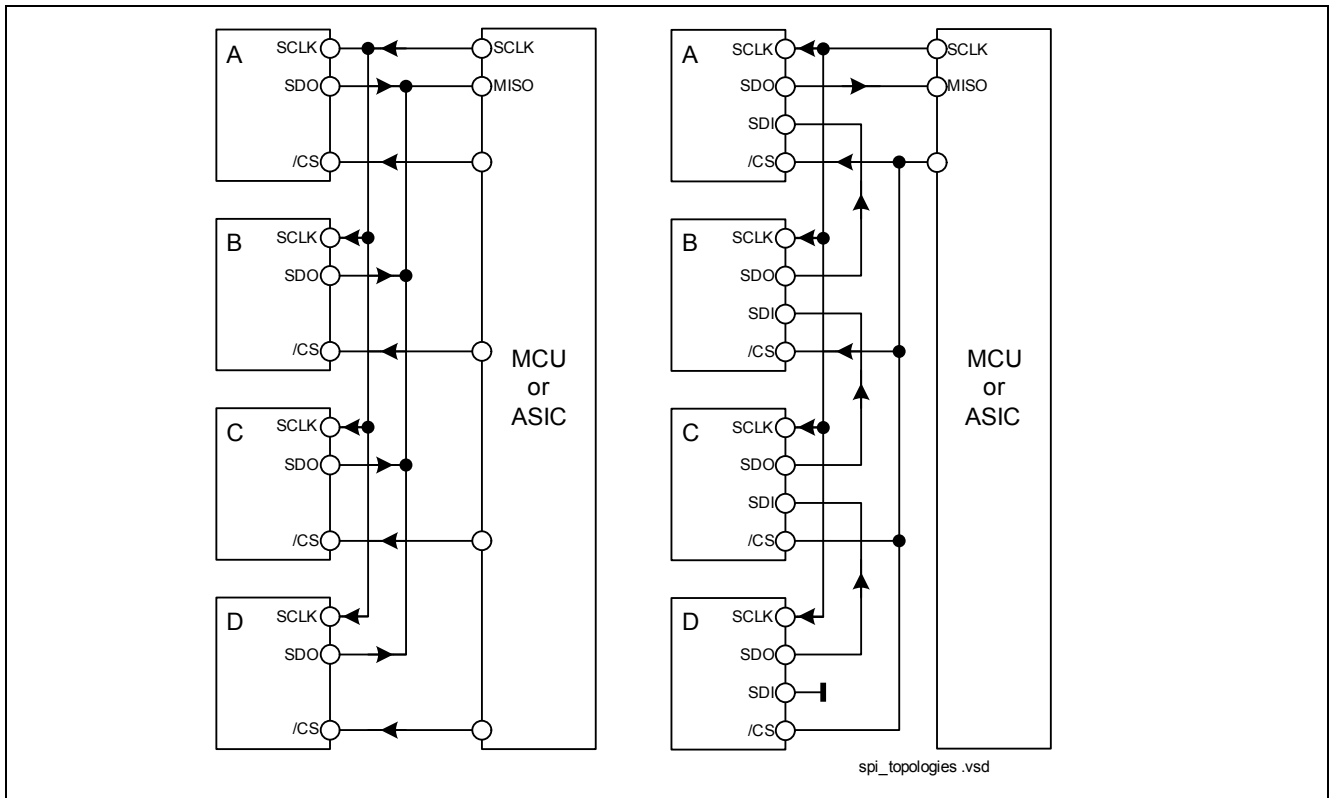 A
SCLK
SDO
/CS
B
SCLK
SDO
/CS
C
SCLK
SDO
/CS
D
SCLK
SDO
/CS
SCLK
MISO
MCU
or
ASIC
A
SCLK
SDO
SDI
/CS
B
SCLK
SDO
SDI
/CS
C
SCLK
SDO
SDI
/CS
D
SCLK
SDO
SDI
/CS
SCLK
MISO
MCU
or
ASIC
spi_topologies .vsd